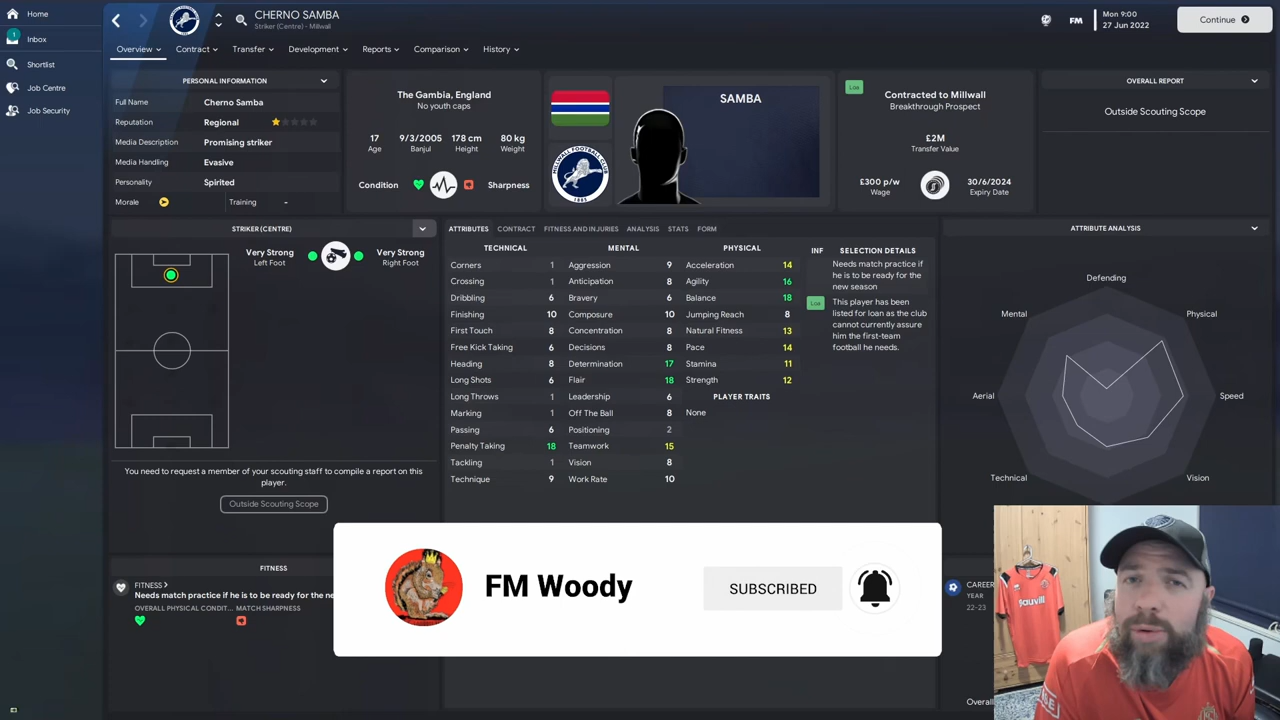 Home
Inbox
1
Shortlist
Job Centre
Job Security
CHERNO SAMBA
Striker (Centre) - Millwall
FM
Mon 9:00
27 Jun 2022
Continue
Overview
Contract
Transfer
Development
Reports
Comparison
History
PERSONAL INFORMATION
Full Name Cherno Samba
Reputation Regional
Media Description Promising striker
Media Handling Evasive
Personality Spirited
Morale Training -
The Gambia, England
No youth caps
17 9/3/2005 178 cm 80 kg
Age Banjul Height Weight
Condition Sharpness
SAMBA
MILLWALL FOOTBALL CLUB
1885
Loa
Contracted to Millwall
Breakthrough Prospect
£2M
Transfer Value
£300 p/w 30/6/2024
Wage Expiry Date
OVERALL REPORT
Outside Scouting Scope
STRIKER (CENTRE)
Very Strong Very Strong
Left Foot Right Foot
You need to request a member of your scouting staff to compile a report on this
player.
Outside Scouting Scope
ATTRIBUTES CONTRACT FITNESS AND INJURIES ANALYSIS STATS FORM
TECHNICAL
Corners 1
Crossing 1
Dribbling 6
Finishing 10
First Touch 8
Free Kick Taking 6
Heading 8
Long Shots 6
Long Throws 1
Marking 1
Passing 6
Penalty Taking 18
Tackling 1
Technique 9
MENTAL
Aggression 9
Anticipation 8
Bravery 6
Composure 10
Concentration 8
Decisions 8
Determination 17
Flair 18
Leadership 6
Off The Ball 8
Positioning 2
Teamwork 15
Vision 8
Work Rate 10
PHYSICAL
Acceleration 14
Agility 16
Balance 18
Jumping Reach 8
Natural Fitness 13
Pace 14
Stamina 11
Strength 12
PLAYER TRAITS
None
INF SELECTION DETAILS
Needs match practice if
he is to be ready for the
new season
Loa
This player has been
listed for loan as the club
cannot currently assure
him the first-team
football he needs.
ATTRIBUTE ANALYSIS
Defending
Mental Physical
Aerial Speed
Technical Vision
FITNESS
FITNESS >
Needs match practice if he is to be ready for the ne
OVERALL PHYSICAL CONDIT... MATCH SHARPNESS
FM Woody
SUBSCRIBED
CAREER
YEAR
22-23
Overall
sauvill